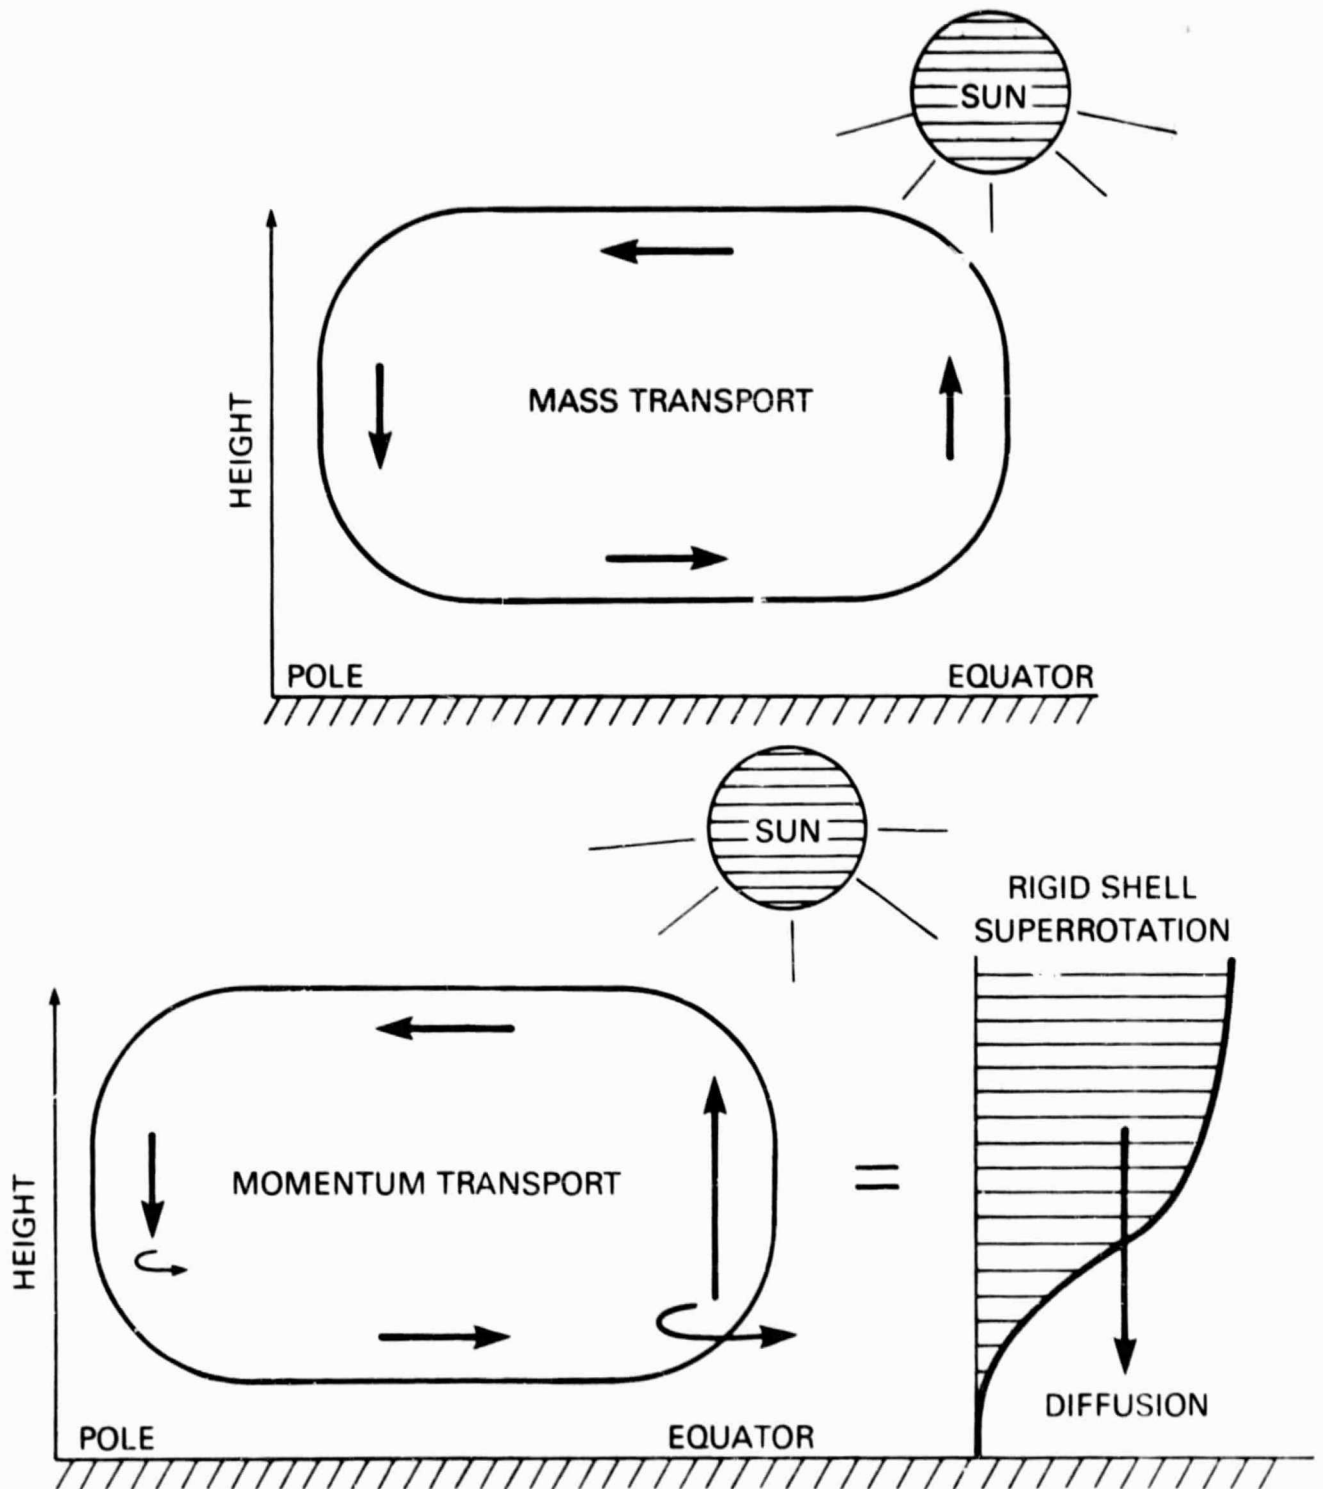 SUN
MASS TRANSPORT
HEIGHT
POLE
EQUATOR
SUN
RIGID SHELL
SUPERROTATION
MOMENTUM TRANSPORT
=
HEIGHT
DIFFUSION
POLE
EQUATOR